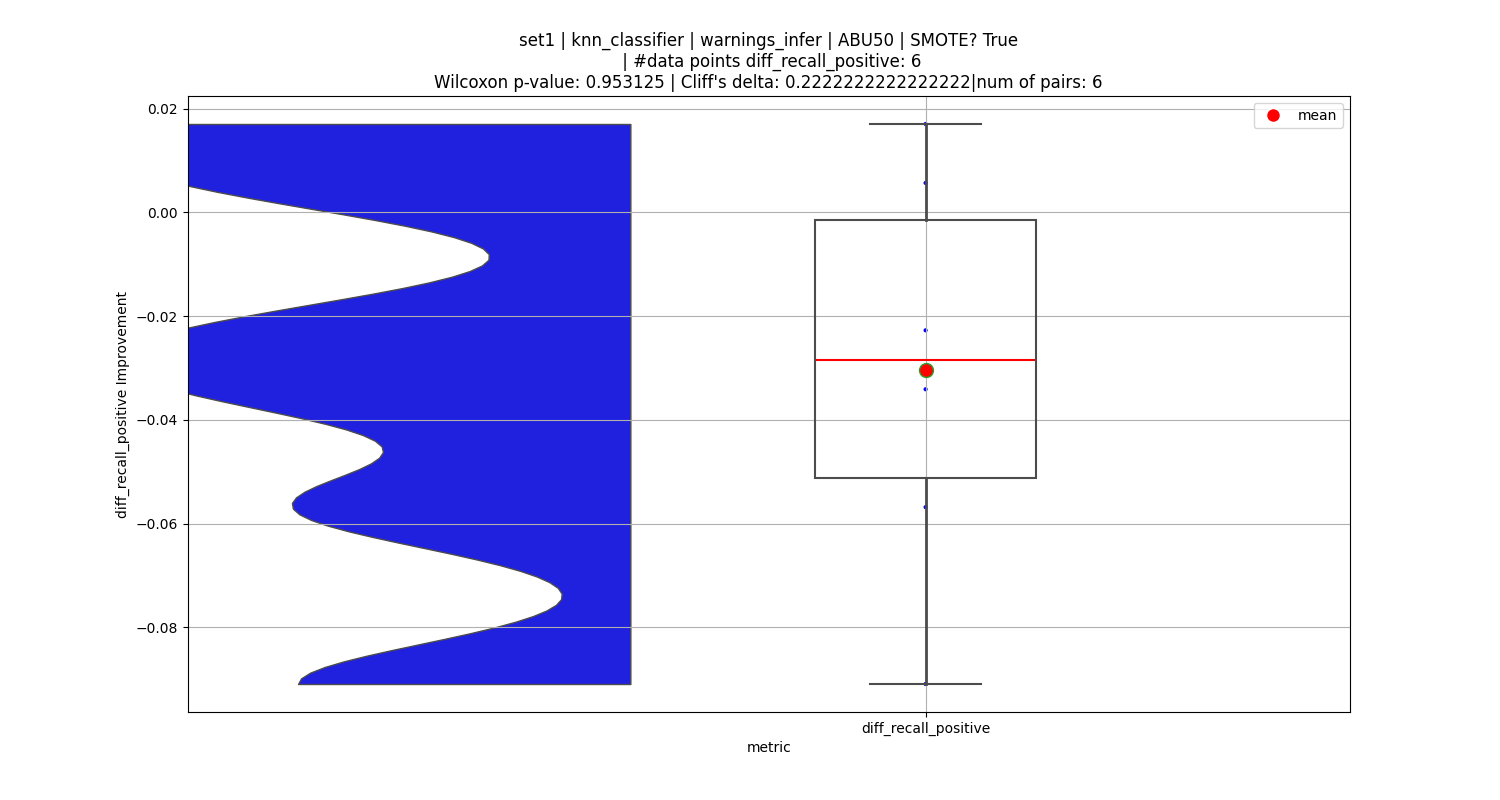 set1 | knn_classifier | warnings_infer | ABU50 | SMOTE? True
| #data points diff_recall_positive: 6
Wilcoxon p-value: 0.953125 | Cliff's delta: 0.2222222222222222|num of pairs: 6
mean
0.02
0.00
−0.02
−0.04
−0.06
−0.08
diff_recall_positive Improvement
diff_recall_positive
metric